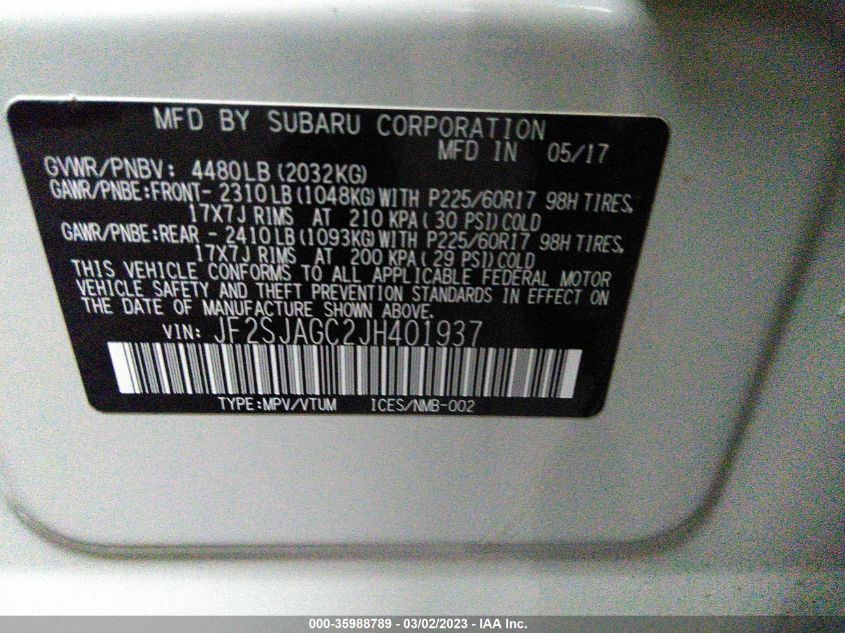 MFD BY SUBARU CORPORATION
MFD IN 05/17
GVWR/PNBV: 4480LB (2032KG)
GAWR/PNBE:FRONT- 2310LB (1048KG) WITH P225/60R17 98H TIRES,
17X7J RIMS AT 210 KPA ( 30 PSI) COLD
GAWR/PNBE:REAR - 2410LB (1093KG) WITH P225/60R17 98H TIRES,
17X7J RIMS AT 200 KPA ( 29 PSI) COLD
THIS VEHICLE CONFORMS TO ALL APPLICABLE FEDERAL MOTOR
VEHICLE SAFETY AND THEFT PREVENTION STANDARDS IN EFFECT ON
THE DATE OF MANUFACTURE SHOWN ABOVE.
VIN: JF2SJAGC2JH401937
TYPE:MPV/VTUM ICES/NMB-002
000-35988789 - 03/02/2023 - IAA Inc.